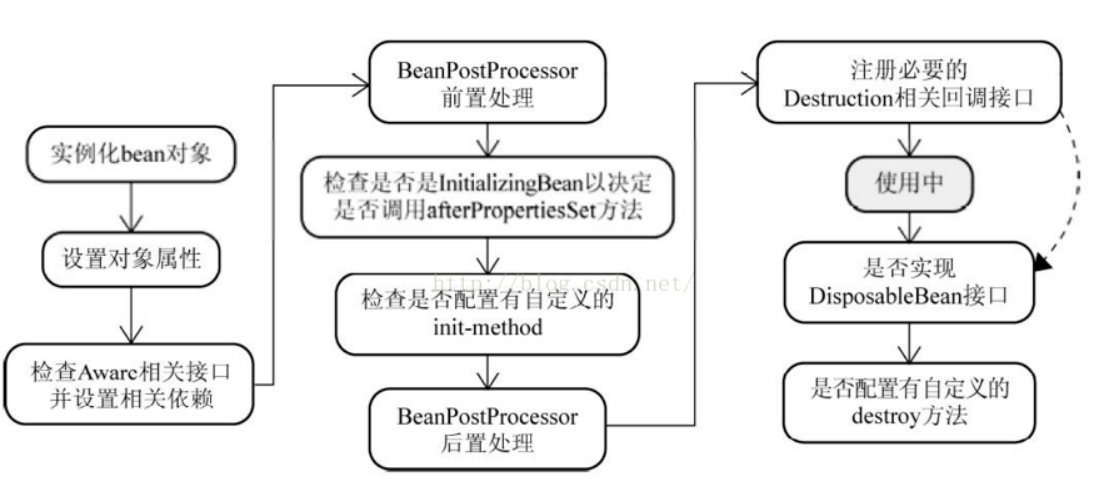 实例化bean对象
设置对象属性
检查Aware相关接口
并设置相关依赖
BeanPostProcessor
前置处理
检查是否是InitializingBean以决定
是否调用afterPropertiesSet方法
检查是否配置有自定义的
init-method
BeanPostProcessor
后置处理
注册必要的
Destruction相关回调接口
使用中
是否实现
DisposableBean接口
是否配置有自定义的
destroy方法
http://blog.csdn.net/